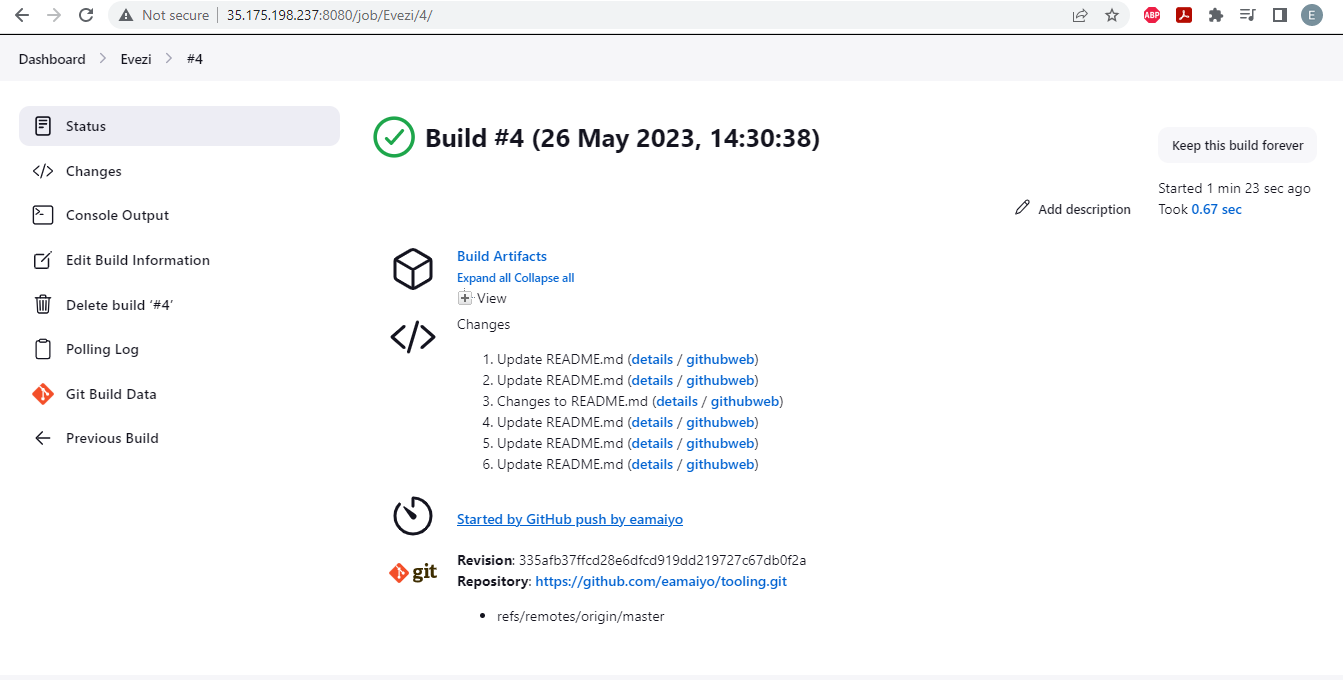 Not secure 35.175.198.237:8080/job/Evezi/4/
ABP
E
Dashboard Evezi #4
Status
Changes
Console Output
Edit Build Information
Delete build ‘#4’
Polling Log
Git Build Data
Previous Build
Build #4 (26 May 2023, 14:30:38)
Keep this build forever
Started 1 min 23 sec ago
Took 0.67 sec
Add description
Build Artifacts
Expand all Collapse all
View
Changes
1. Update README.md (details / githubweb)
2. Update README.md (details / githubweb)
3. Changes to README.md (details / githubweb)
4. Update README.md (details / githubweb)
5. Update README.md (details / githubweb)
6. Update README.md (details / githubweb)
Started by GitHub push by eamaiyo
git
Revision: 335afb37ffcd28e6dfcd919dd219727c67db0f2a
Repository: https://github.com/eamaiyo/tooling.git
• refs/remotes/origin/master